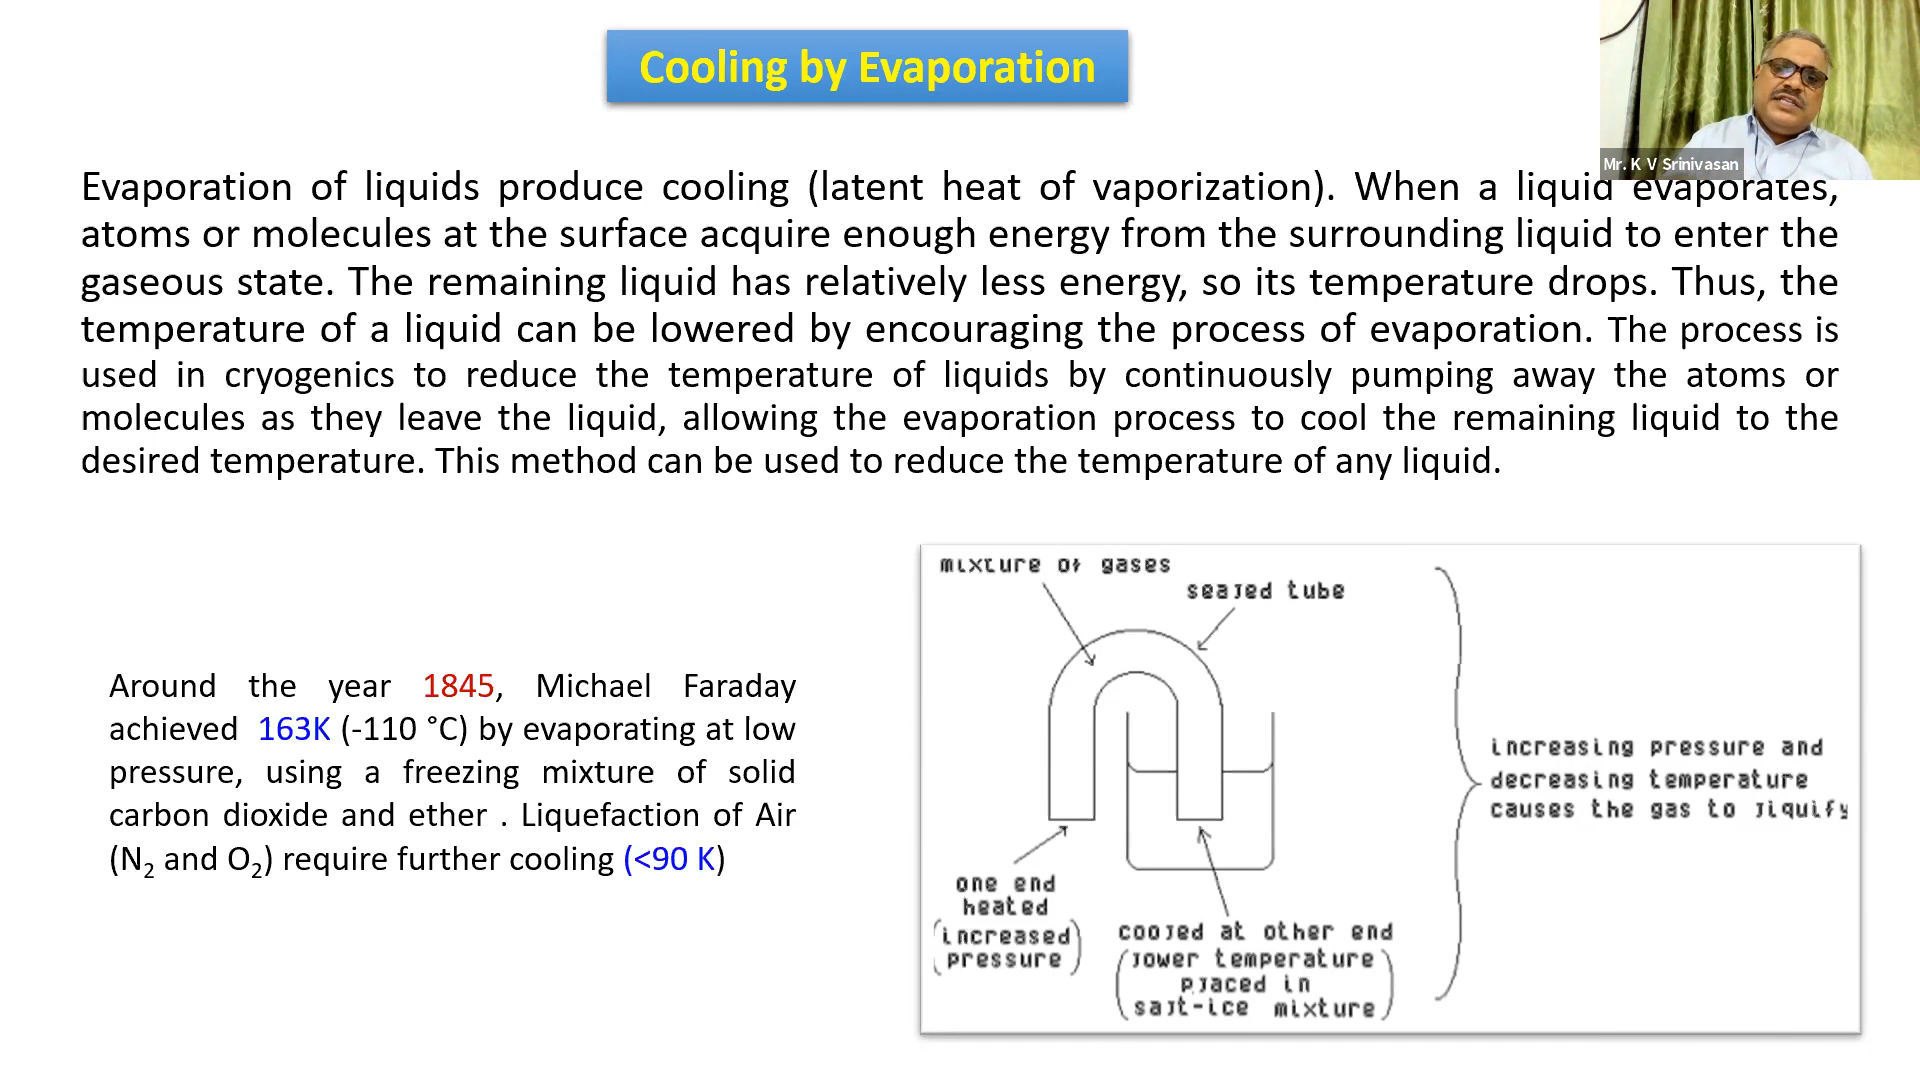 Cooling by Evaporation
Mr. K V Srinivasan
Evaporation of liquids produce cooling (latent heat of vaporization). When a liquid evaporates,
atoms or molecules at the surface acquire enough energy from the surrounding liquid to enter the
gaseous state. The remaining liquid has relatively less energy, so its temperature drops. Thus, the
temperature of a liquid can be lowered by encouraging the process of evaporation. The process is
used in cryogenics to reduce the temperature of liquids by continuously pumping away the atoms or
molecules as they leave the liquid, allowing the evaporation process to cool the remaining liquid to the
desired temperature. This method can be used to reduce the temperature of any liquid.
Around the year 1845, Michael Faraday
achieved 163K (-110 °C) by evaporating at low
pressure, using a freezing mixture of solid
carbon dioxide and ether . Liquefaction of Air
(N₂ and O₂) require further cooling (<90 K)
mixture of gases
sealed tube
increasing pressure and
decreasing temperature
causes the gas to liquify
one end
heated
(increased
pressure)
cooled at other end
(lower temperature
placed in
salt-ice mixture)